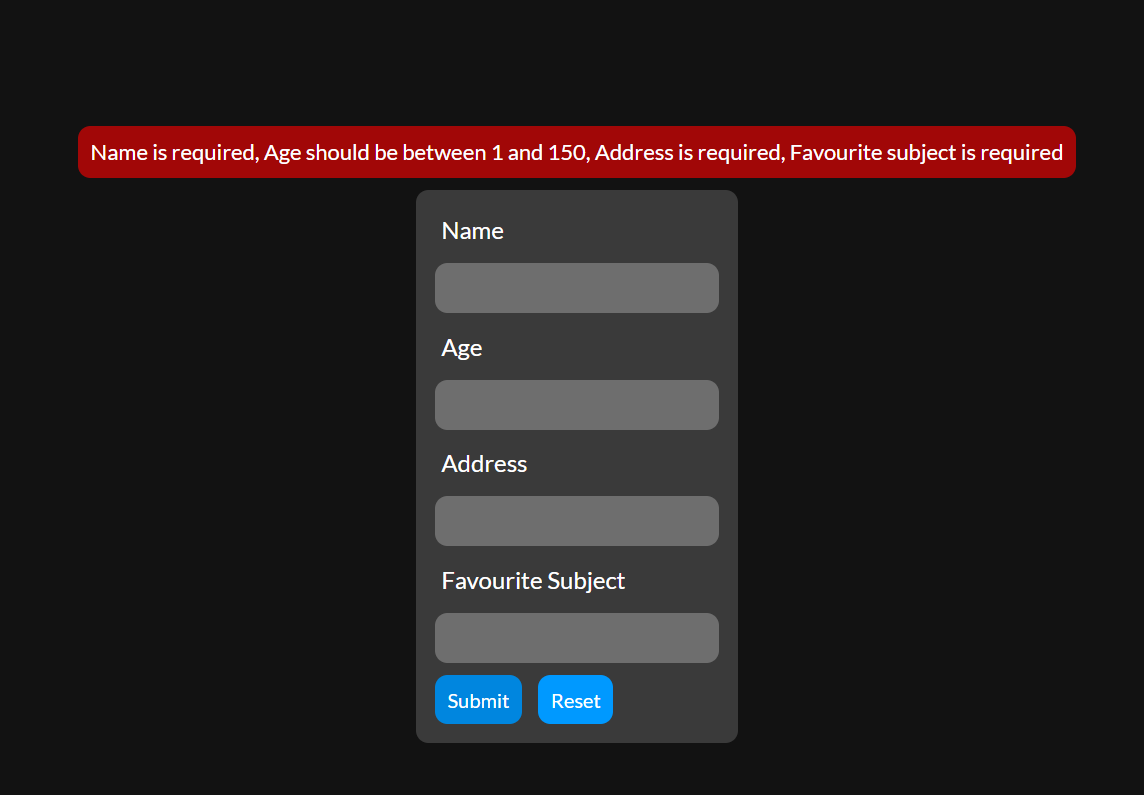 Name is required, Age should be between 1 and 150, Address is required, Favourite subject is required
Name
Age
Address
Favourite Subject
Submit Reset